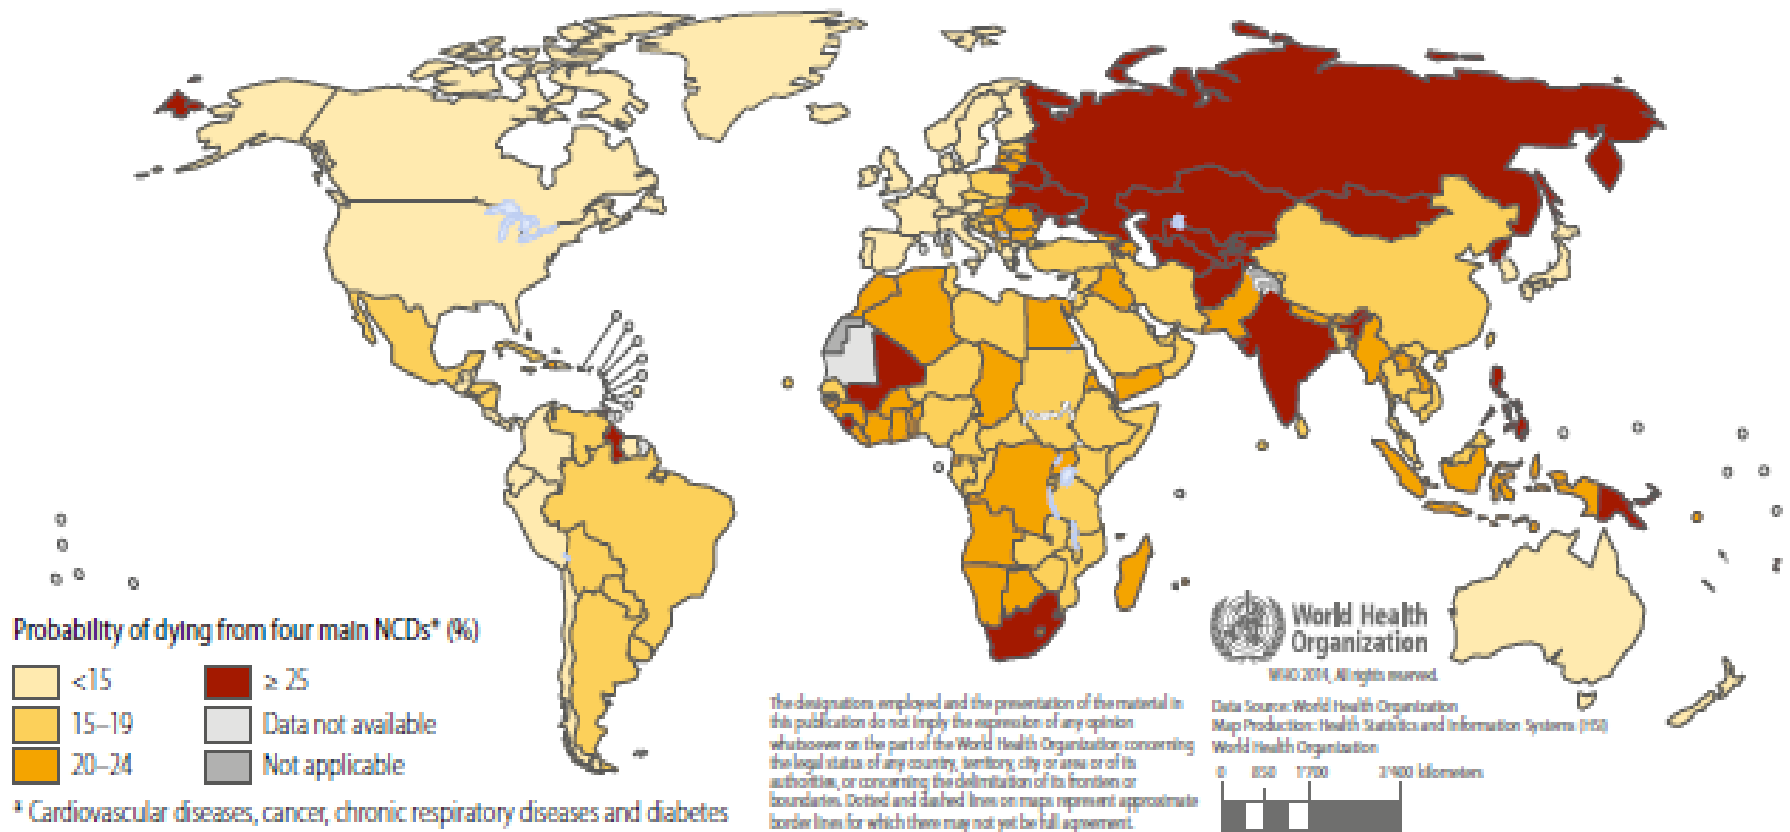 Probability of dying from four main NCDs* (%)
<15
15–19
20–24
≥ 25
Data not available
Not applicable
* Cardiovascular diseases, cancer, chronic respiratory diseases and diabetes
The designations employed and the presentation of the material in
this publication do not imply the expression of any opinion
whatsoever on the part of the World Health Organization concerning
the legal status of any country, territory, city or area or of its
authorities, or concerning the delimitation of its frontiers or
boundaries. Dotted and dashed lines on maps represent approximate
border lines for which there may not yet be full agreement.
World Health
Organization
WHO 2014, All rights reserved.
Data Source: World Health Organization
Map Production: Health Statistics and Information Systems (HSI)
World Health Organization
0 850 1'700 3'400 kilometers